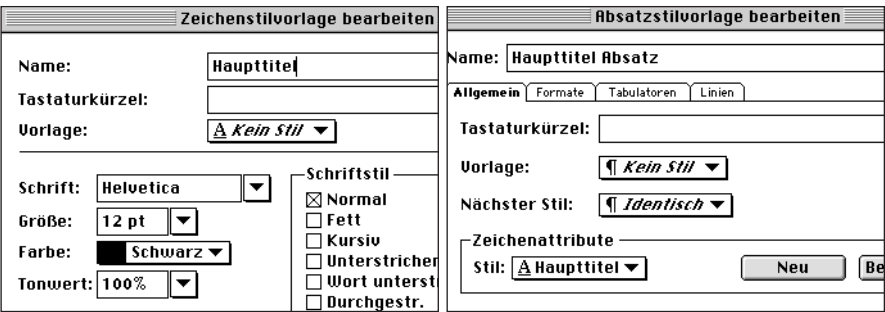 Zeichenstilvorlage bearbeiten
Name: Haupttitel
Tastaturkürzel:
Vorlage: A Kein Stil
Schrift: Helvetica
Größe: 12 pt
Farbe: Schwarz
Tonwert: 100%
Schriftstil
Normal
Fett
Kursiv
Unterstrichen
Wort unterst
Durchgestr.
Absatzstilvorlage bearbeiten
Name: Haupttitel Absatz
Allgemein Formate Tabulatoren Linien
Tastaturkürzel:
Vorlage: ¶ Kein Stil
Nächster Stil: ¶ Identisch
Zeichenattribute
Stil: A Haupttitel Neu Be